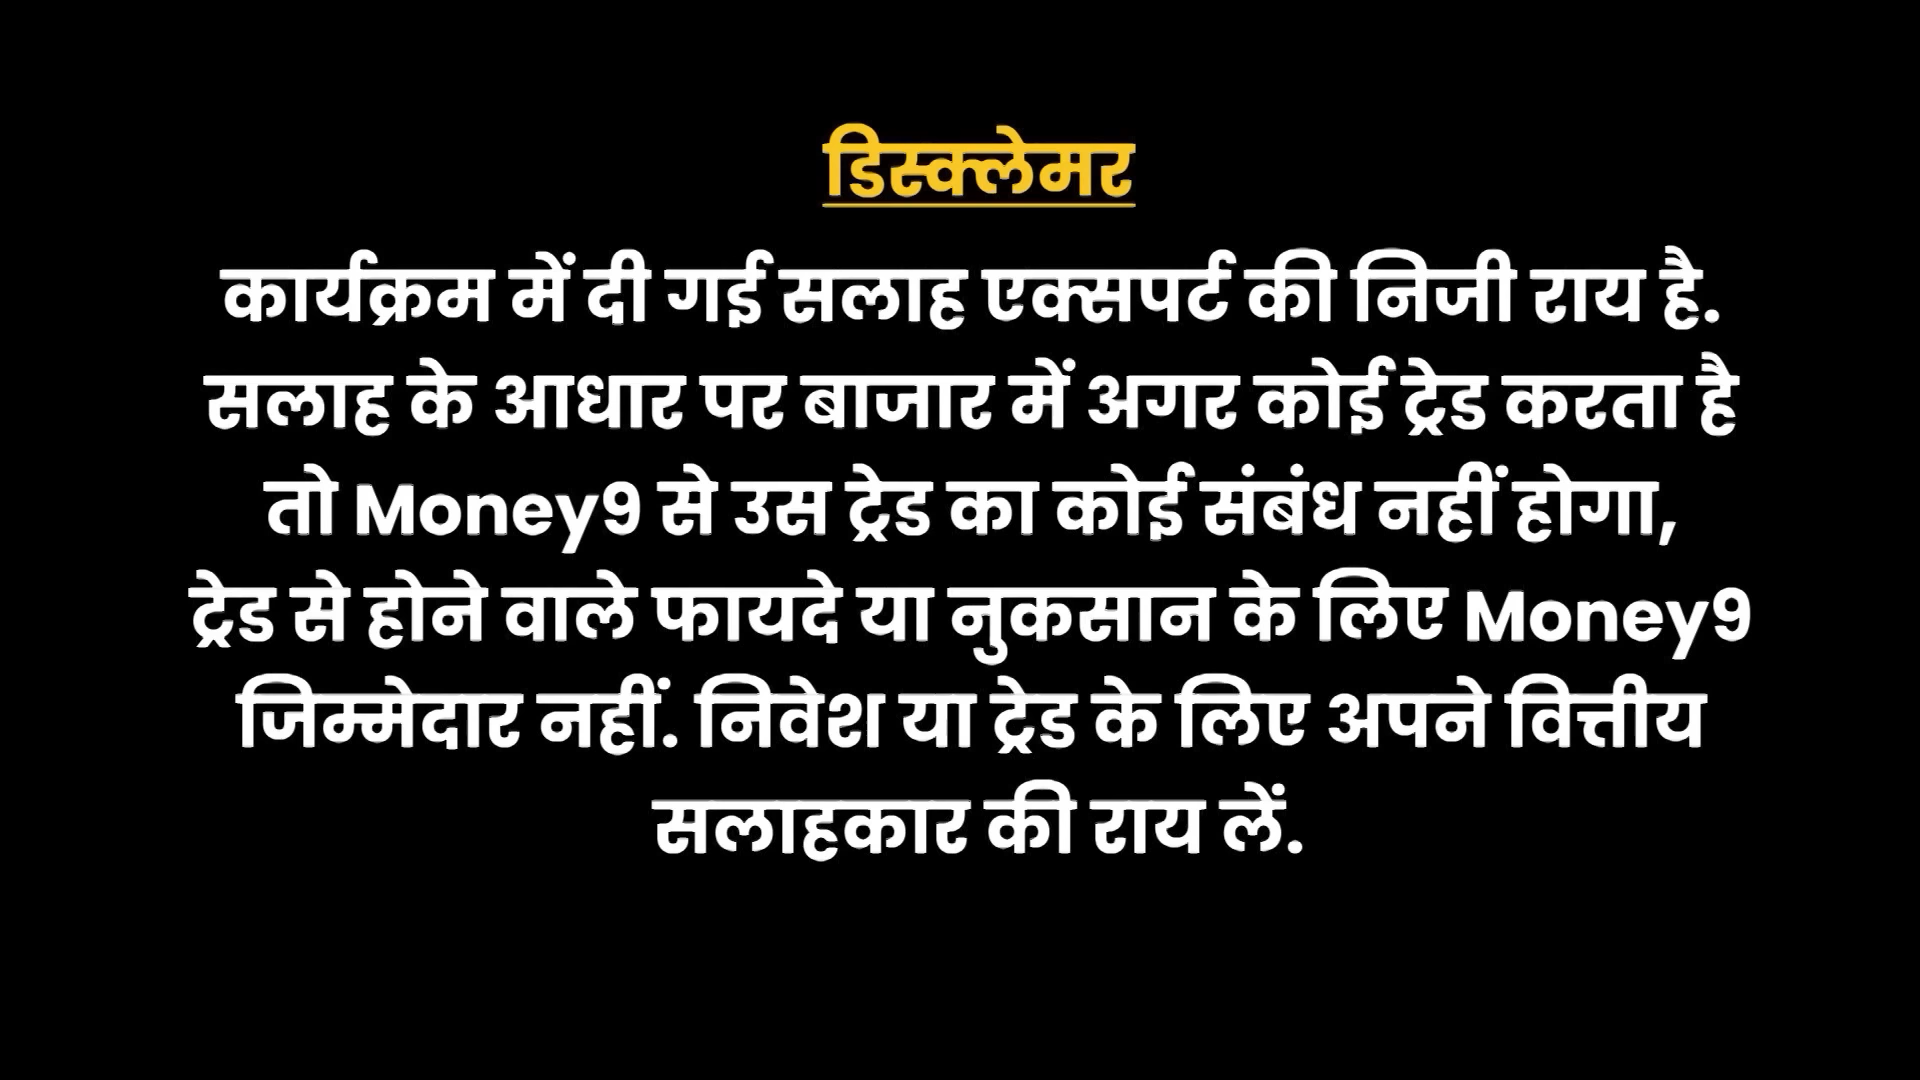 डिस्क्लेमर
कार्यक्रम में दी गई सलाह एक्सपर्ट की निजी राय है.
सलाह के आधार पर बाजार में अगर कोई ट्रेड करता है
तो Money9 से उस ट्रेड का कोई संबंध नहीं होगा,
ट्रेड से होने वाले फायदे या नुकसान के लिए Money9
जिम्मेदार नहीं. निवेश या ट्रेड के लिए अपने वित्तीय
सलाहकार की राय लें.